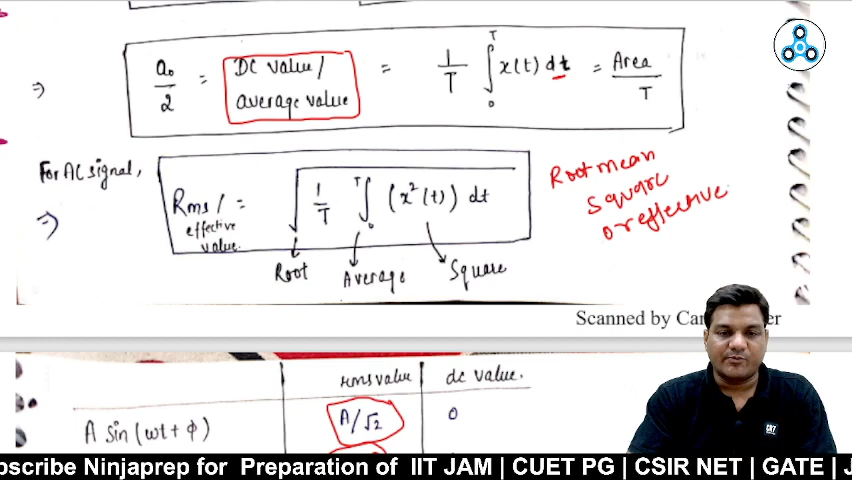 ⇒ a₀/2 = DC value/ average value = 1/T ∫₀ᵀ x(t) dt = Area/T
For AC signal,
⇒ Rms/ effective value. = √(1/T ∫₀ᵀ (x²(t)) dt)
Root Average Square
Root mean
Square
or effective
Scanned by Ca
er
rms value dc value.
A sin(ωt + φ) A/√2 0
bscribe Ninjaprep for Preparation of IIT JAM | CUET PG | CSIR NET | GATE | J